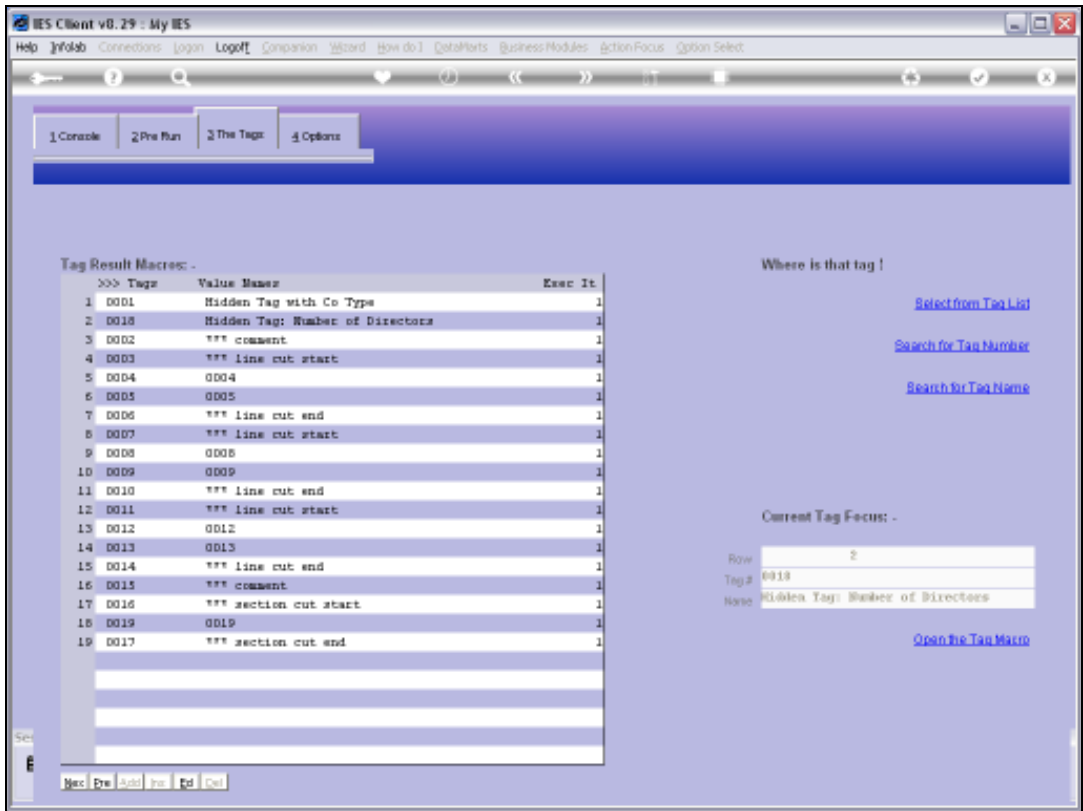 IES Client v8.29 : My IES
Help Infolab Connections Logon Logoff Companion Wizard How do I DataMarts Business Modules Action Focus Option Select
1 Console 2 Pre Run 3 The Tags 4 Options
Tag Result Macros: -
>>> Tags Value Names Exec It
1 0001 Hidden Tag with Co Type 1
2 0018 Hidden Tag: Number of Directors 1
3 0002 *** comment 1
4 0003 *** line cut start 1
5 0004 0004 1
6 0005 0005 1
7 0006 *** line cut end 1
8 0007 *** line cut start 1
9 0008 0008 1
10 0009 0009 1
11 0010 *** line cut end 1
12 0011 *** line cut start 1
13 0012 0012 1
14 0013 0013 1
15 0014 *** line cut end 1
16 0015 *** comment 1
17 0016 *** section cut start 1
18 0019 0019 1
19 0017 *** section cut end 1
Nex Pre Add Ins Ed Del
Where is that tag !
Select from Tag List
Search for Tag Number
Search for Tag Name
Current Tag Focus: -
Row 2
Tag # 0018
Name Hidden Tag: Number of Directors
Open the Tag Macro
Ses